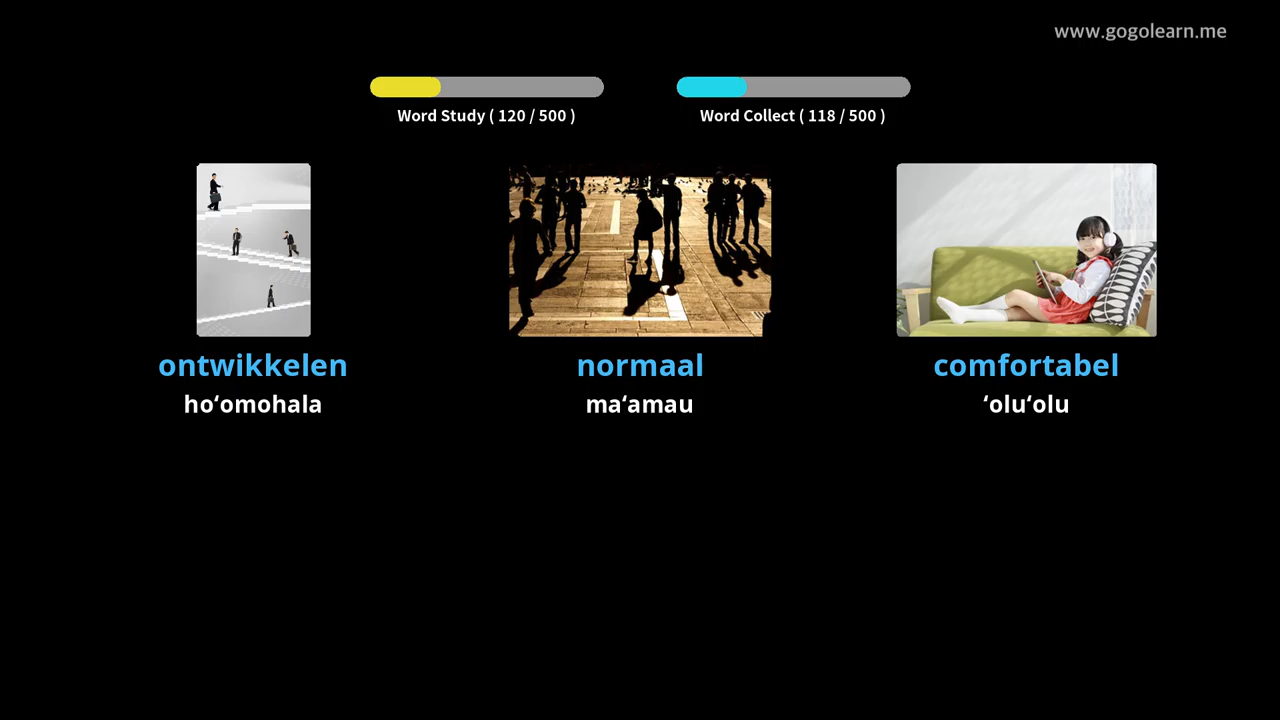 www.gogolearn.me
Word Study ( 120 / 500 )
Word Collect ( 118 / 500 )
ontwikkelen
normaal
comfortabel
hoʻomohala
maʻamau
ʻoluʻolu